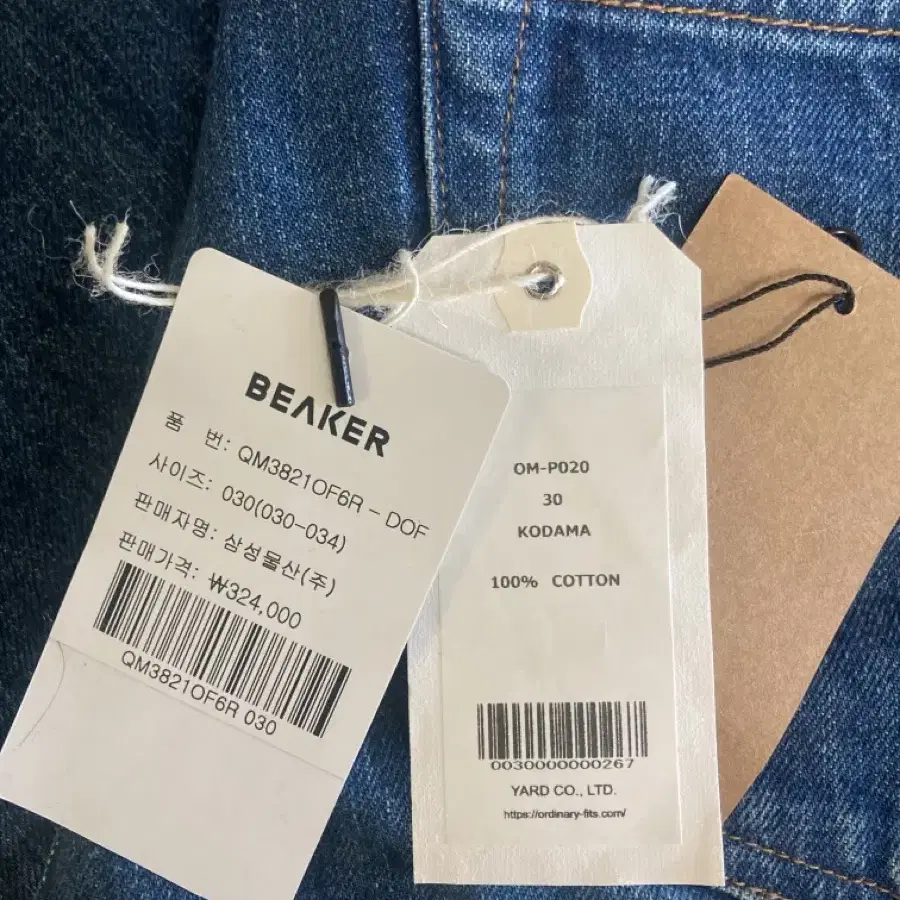 BEAKER
품 번: QM3821OF6R - DOF
사이즈: 030(030-034)
판매자명: 삼성물산(주)
판매가격: ₩324,000
QM3821OF6R 030
OM-P020
30
KODAMA
100% COTTON
0030000000267
YARD CO., LTD.
https://ordinary-fits.com/